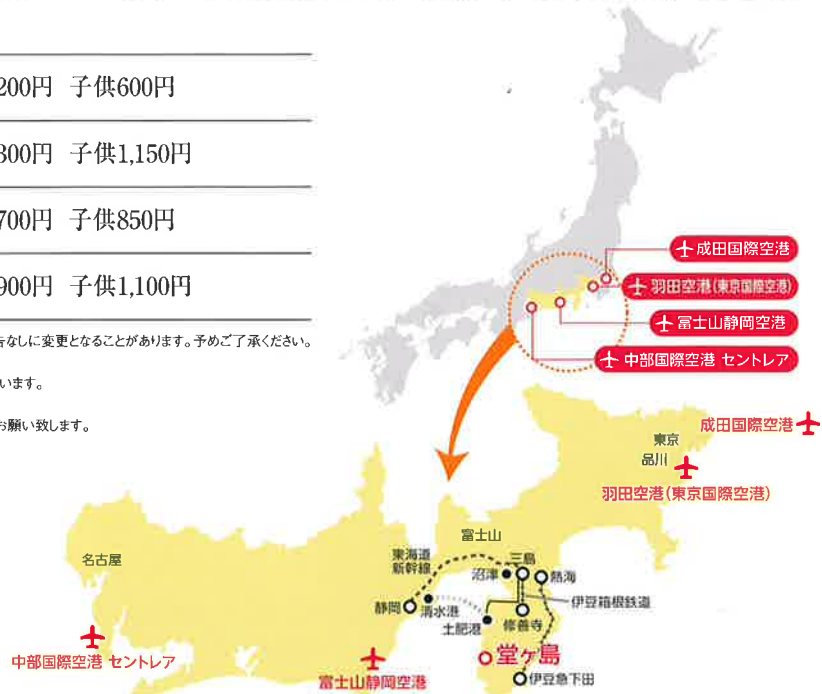 200円 子供600円
300円 子供1,150円
700円 子供850円
900円 子供1,100円
告なしに変更となることがあります。予めご了承ください。
います。
お願い致します。
成田国際空港
羽田空港(東京国際空港)
富士山静岡空港
中部国際空港 セントレア
成田国際空港
東京
品川
羽田空港(東京国際空港)
富士山
名古屋
東海道
新幹線
三島
沼津
熱海
伊豆箱根鉄道
静岡
清水港
土肥港
修善寺
堂ヶ島
中部国際空港 セントレア
富士山静岡空港
伊豆急下田